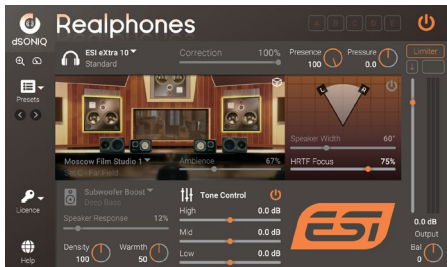 dSONIQ
Realphones
A B C D E
ESI eXtra 10
Standard
Correction 100%
Presence
100
Pressure
0.0
Limiter
Presets
L R
Moscow Film Studio 1
Set C - Far Field
Ambience 67%
Speaker Width 60°
HRTF Focus 75%
Licence
Subwoofer Boost
Deep Bass
Speaker Response 12%
Density
100
Warmth
50
Tone Control
High 0.0 dB
Mid 0.0 dB
Low 0.0 dB
ESI
0.0 dB
Output
Bal
0
Help